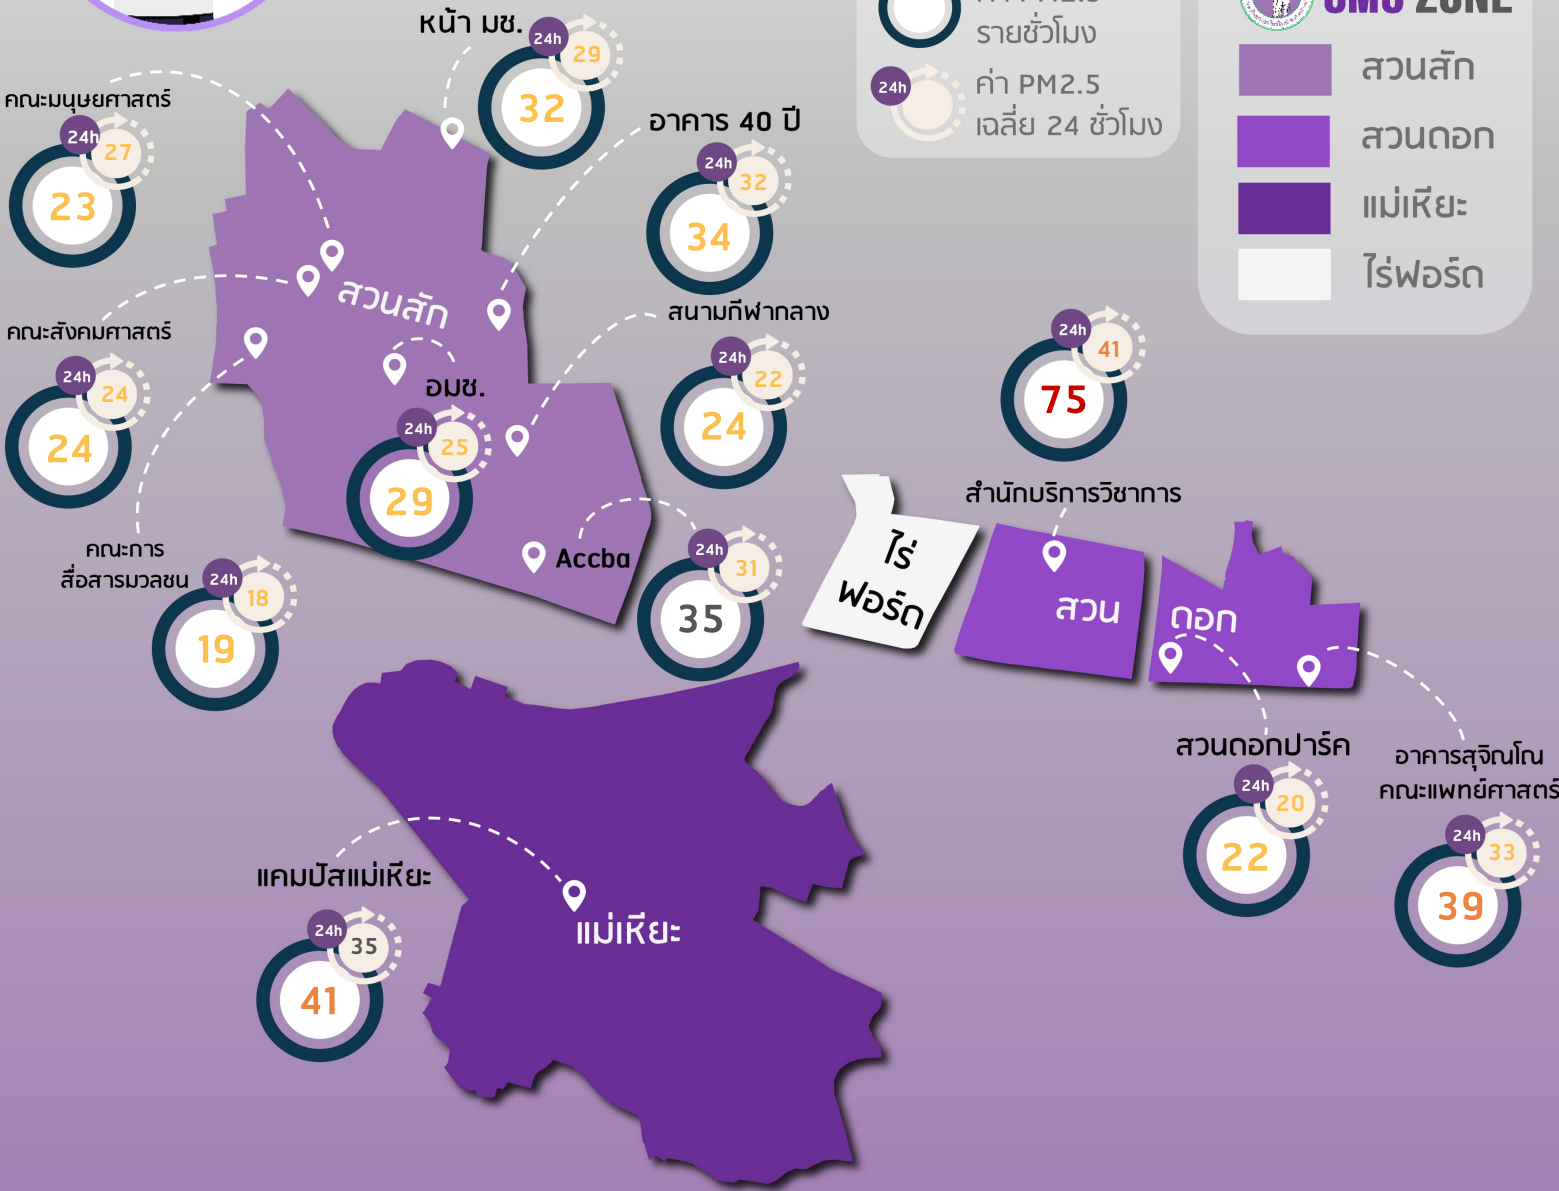 หน้า มช.
24h
29
32
รายชั่วโมง
24h
ค่า PM2.5
เฉลี่ย 24 ชั่วโมง
CMU ZONE
สวนสัก
สวนดอก
แม่เหียะ
ไร่ฟอร์ด
คณะมนุษยศาสตร์
24h
27
23
อาคาร 40 ปี
24h
32
34
สวนสัก
คณะสังคมศาสตร์
24h
24
24
สนามกีฬากลาง
24h
22
24
อมช.
24h
25
29
24h
41
75
สำนักบริการวิชาการ
คณะการ
สื่อสารมวลชน
24h
18
19
Accba
24h
31
35
ไร่
ฟอร์ด
สวน
ดอก
สวนดอกปาร์ค
24h
20
22
อาคารสุจิณโณ
คณะแพทย์ศาสตร์
24h
33
39
แคมปัสแม่เหียะ
24h
35
41
แม่เหียะ